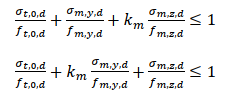 σt,0,d/ft,0,d + σm,y,d/fm,y,d + km σm,z,d/fm,z,d ≤ 1
σt,0,d/ft,0,d + km σm,y,d/fm,y,d + σm,z,d/fm,z,d ≤ 1